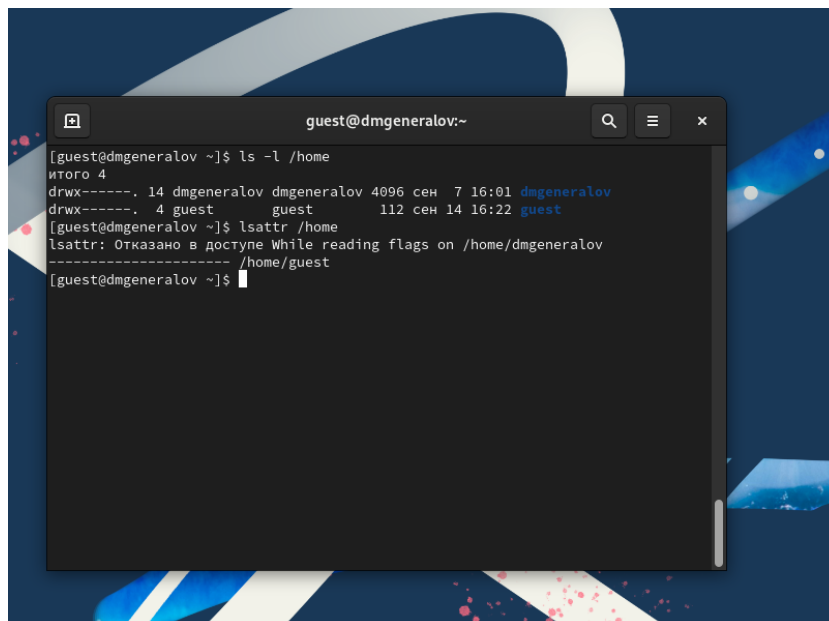 guest@dmgeneralov:~
[guest@dmgeneralov ~]$ ls -l /home
итого 4
drwx------. 14 dmgeneralov dmgeneralov 4096 сен  7 16:01 dmgeneralov
drwx------.  4 guest       guest        112 сен 14 16:22 guest
[guest@dmgeneralov ~]$ lsattr /home
lsattr: Отказано в доступе While reading flags on /home/dmgeneralov
---------------------- /home/guest
[guest@dmgeneralov ~]$